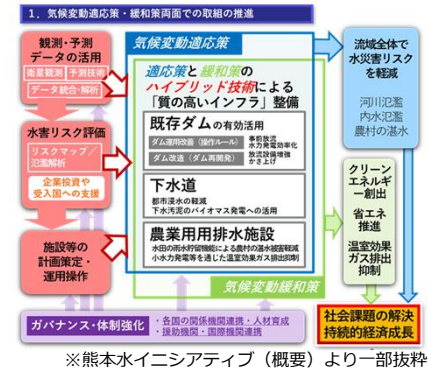 1．気候変動適応策・緩和策両面での取組の推進
観測・予測
データの活用
衛星観測
予測技術
データ統合・解析
水害リスク評価
リスクマップ／
氾濫解析
企業投資や
受入国への支援
施設等の
計画策定・
運用操作
気候変動適応策
適応策と緩和策の
ハイブリッド技術による
「質の高いインフラ」整備
既存ダムの有効活用
ダム運用改善（操作ルール）
事前放流
水力発電効率化
ダム改造（ダム再開発）
放流設備増強
かさ上げ
下水道
都市浸水の軽減
下水汚泥のバイオマス発電への活用
農業用用排水施設
水田の雨水貯留機能による農村の湛水被害軽減
小水力発電等を通じた温室効果ガス排出抑制
気候変動緩和策
流域全体で
水災害リスク
を軽減
河川氾濫
内水氾濫
農村の湛水
クリーン
エネルギ
ー創出
省エネ
推進
温室効果
ガス排出
抑制
ガバナンス・体制強化
・各国の関係機関連携・人材育成
・援助機関・国際機関連携
社会課題の解決
持続的経済成長
※熊本水イニシアティブ（概要）より一部抜粋